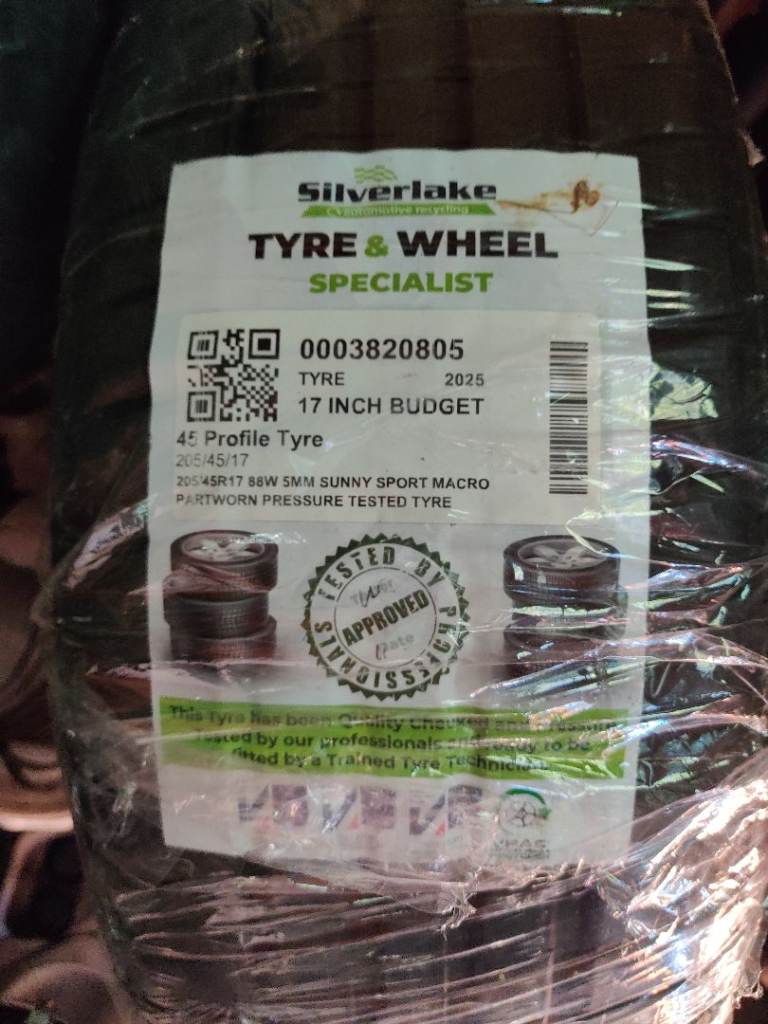 Silverlake
automotive recycling
TYRE & WHEEL
SPECIALIST
0003820805
TYRE 2025
17 INCH BUDGET
45 Profile Tyre
205/45/17
205/45R17 88W 5MM SUNNY SPORT MACRO
PARTWORN PRESSURE TESTED TYRE
TESTED BY PROFESSIONALS
APPROVED
This Tyre has been Quality Checked and Pressure
Tested by our professionals and ready to be
fitted by a Trained Tyre Technician